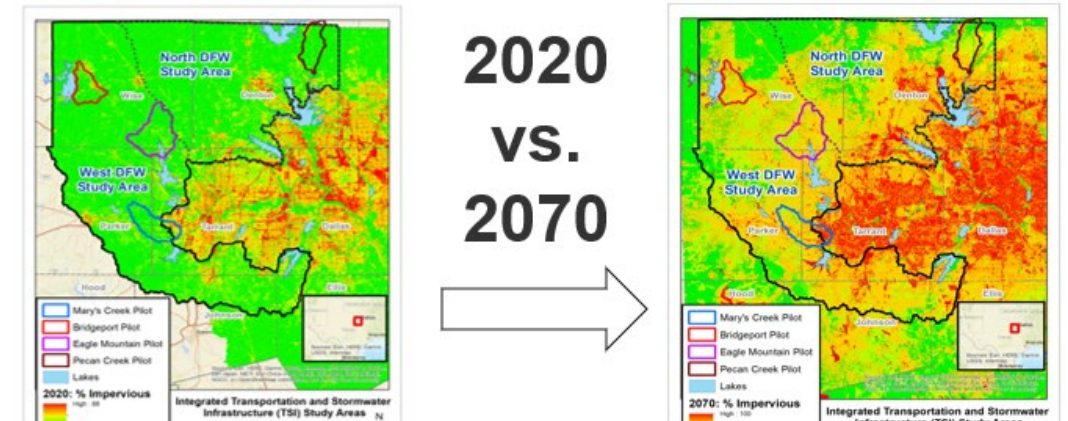 North DFW
Study Area
Wise
Denton
West DFW
Study Area
Parker
Tarrant
Dallas
Hood
Ellis
Johnson
Mary's Creek Pilot
Bridgeport Pilot
Eagle Mountain Pilot
Pecan Creek Pilot
Lakes
2020: % Impervious
Integrated Transportation and Stormwater
Infrastructure (TSI) Study Areas
N
2020
vs.
2070
North DFW
Study Area
Wise
Denton
West DFW
Study Area
Parker
Tarrant
Dallas
Hood
Ellis
Johnson
Mary's Creek Pilot
Bridgeport Pilot
Eagle Mountain Pilot
Pecan Creek Pilot
Lakes
2070: % Impervious
High : 100
Integrated Transportation and Stormwater
Infrastructure (TSI) Study Areas